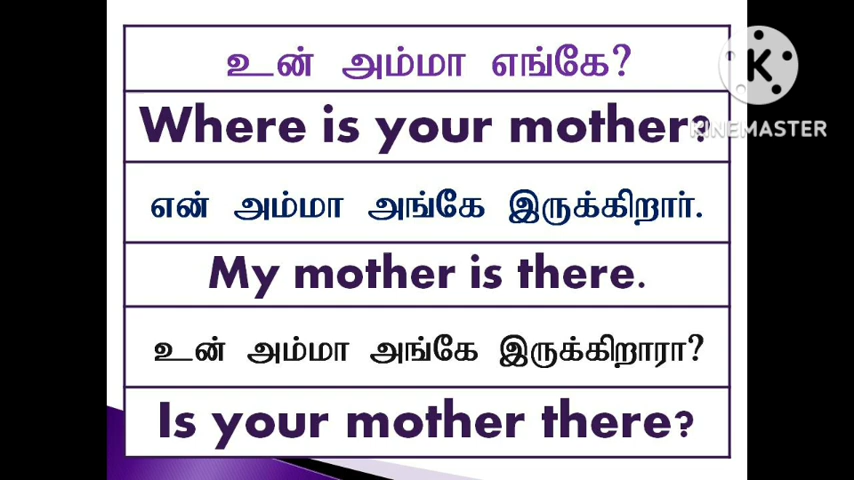 உன் அம்மா எங்கே?
Where is your mother?
என் அம்மா அங்கே இருக்கிறார்.
My mother is there.
உன் அம்மா அங்கே இருக்கிறாரா?
Is your mother there?
K
KINEMASTER